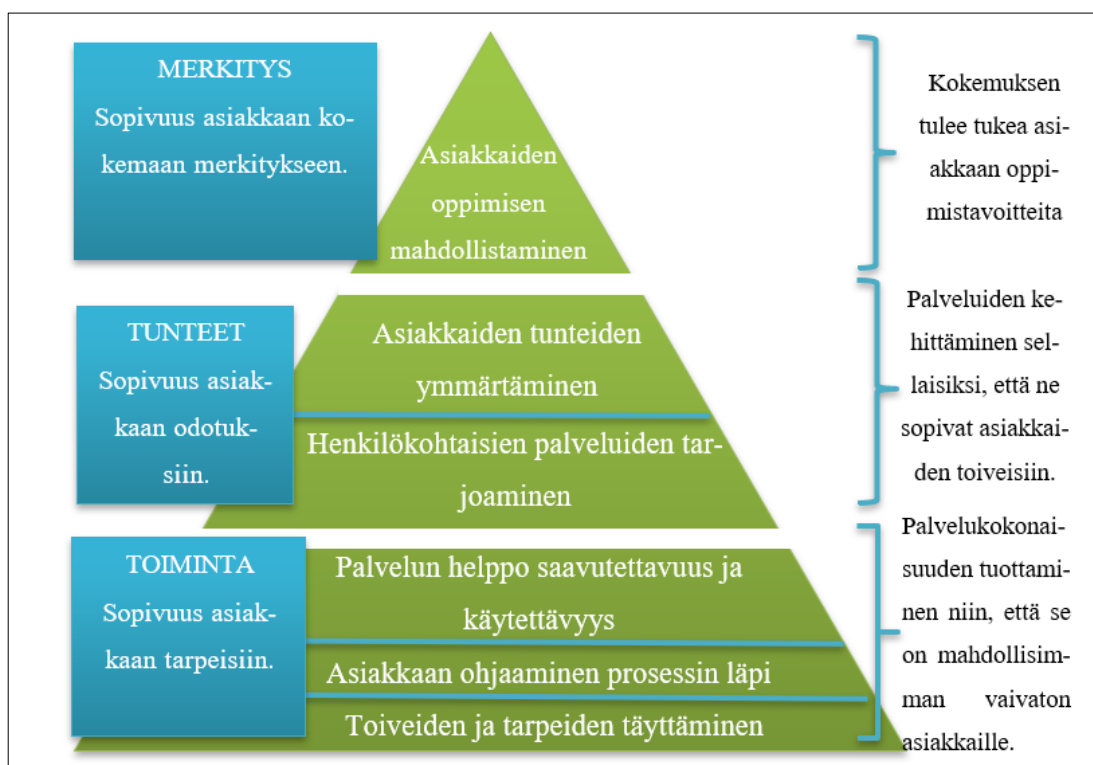 MERKITYS
Sopivuus asiakkaan ko-
kemaan merkitykseen.
Asiakkaiden
oppimisen
mahdollistaminen
Kokemuksen
tulee tukea asi-
akkaan oppi-
mistavoitteita
TUNTEET
Sopivuus asiak-
kaan odotuk-
siin.
Asiakkaiden tunteiden
ymmärtäminen
Henkilökohtaisien palveluiden tar-
joaminen
Palveluiden ke-
hittäminen sel-
laisiksi, että ne
sopivat asiakkai-
den toiveisiin.
TOIMINTA
Sopivuus asiak-
kaan tarpeisiin.
Palvelun helppo saavutettavuus ja
käytettävyys
Asiakkaan ohjaaminen prosessin läpi
Toiveiden ja tarpeiden täyttäminen
Palvelukokonai-
suuden tuottami-
nen niin, että se
on mahdollisim-
man vaivaton
asiakkaille.